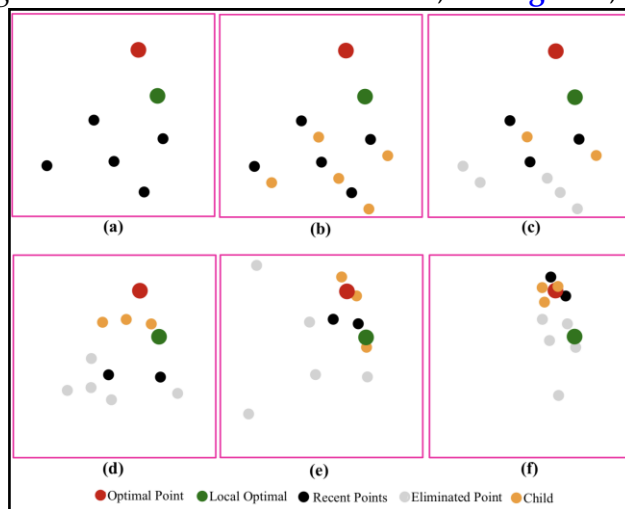 (a) (b) (c)
(d) (e) (f)
Optimal Point Local Optimal Recent Points Eliminated Point Child